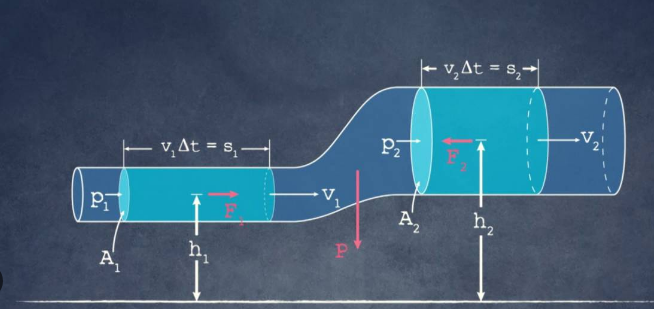 v₂Δt = s₂
v₁Δt = s₁
p₂
F₂
v₂
p₁
F₁
v₁
A₂
h₂
h₁
P
A₁